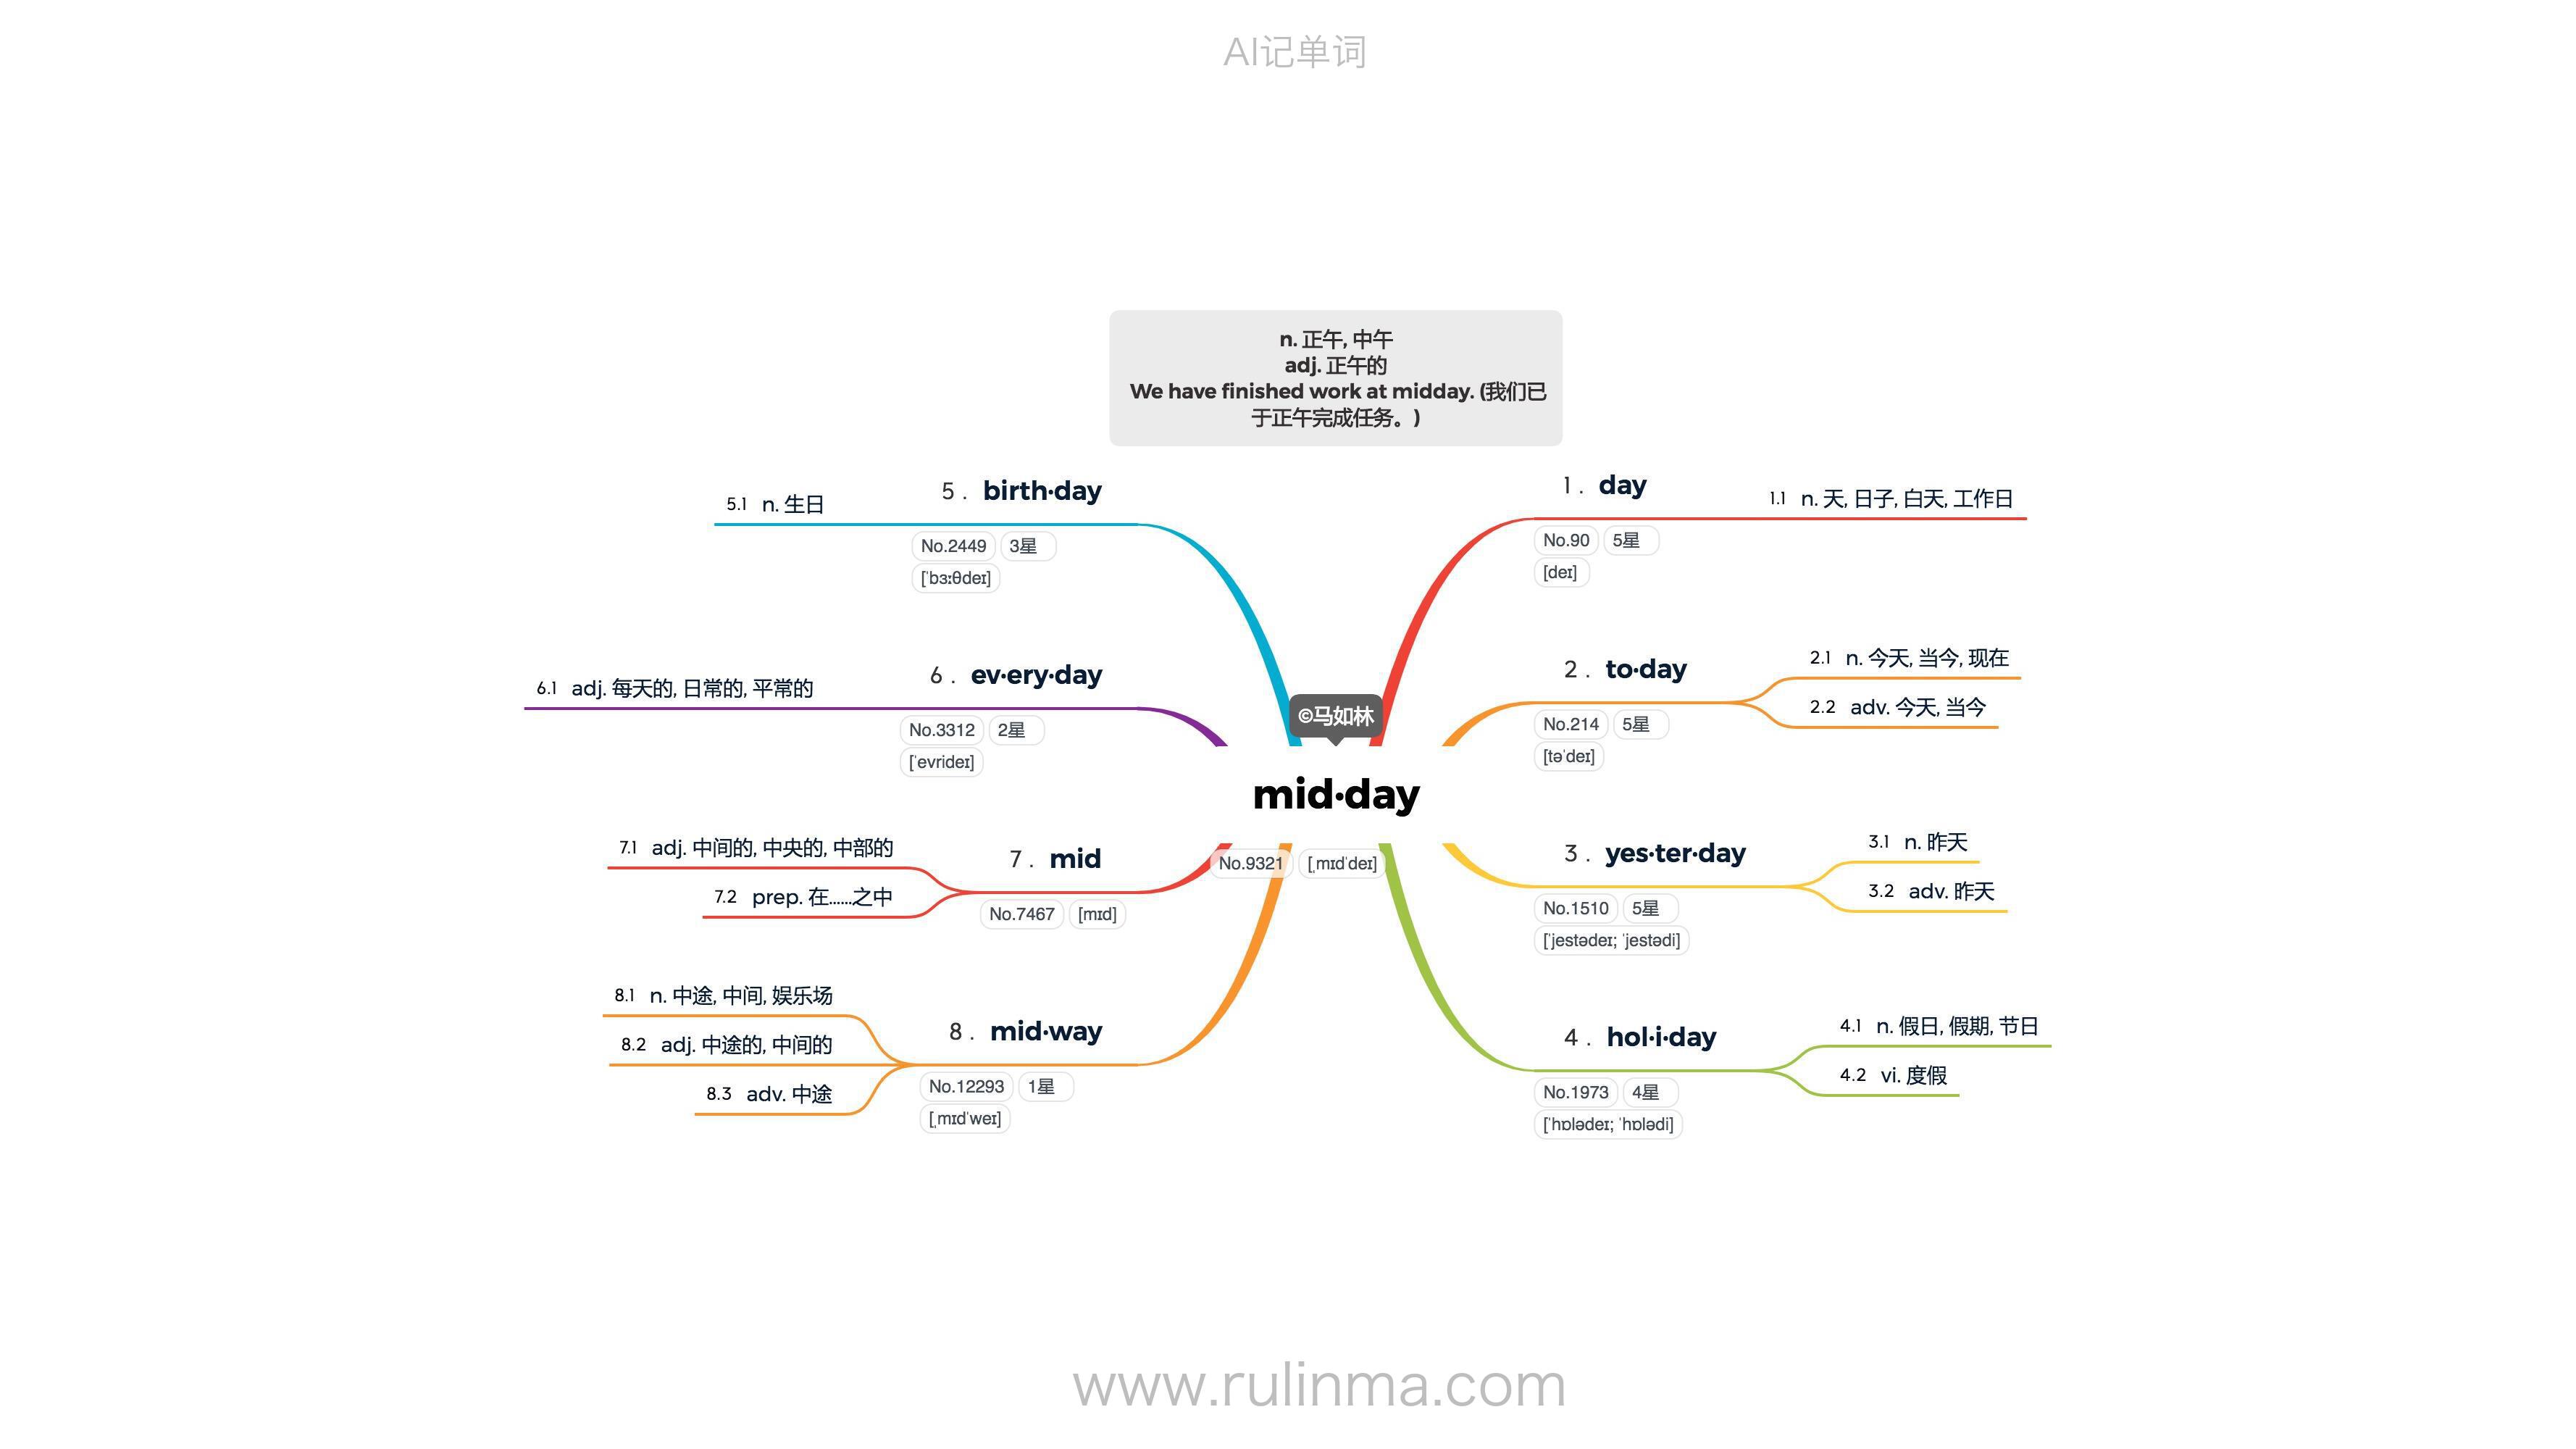 AI记单词
n. 正午, 中午
adj. 正午的
We have finished work at midday. (我们已
于正午完成任务。)
©马如林
mid·day
No.9321 [ˌmɪdˈdeɪ]
1 . day
No.90 5星
[deɪ]
1.1 n. 天, 日子, 白天, 工作日
2 . to·day
No.214 5星
[təˈdeɪ]
2.1 n. 今天, 当今, 现在
2.2 adv. 今天, 当今
3 . yes·ter·day
No.1510 5星
[ˈjestədeɪ; ˈjestədi]
3.1 n. 昨天
3.2 adv. 昨天
4 . hol·i·day
No.1973 4星
[ˈhɒlədeɪ; ˈhɒlədi]
4.1 n. 假日, 假期, 节日
4.2 vi. 度假
5 . birth·day
No.2449 3星
[ˈbɜːθdeɪ]
5.1 n. 生日
6 . ev·ery·day
No.3312 2星
[ˈevrideɪ]
6.1 adj. 每天的, 日常的, 平常的
7 . mid
No.7467 [mɪd]
7.1 adj. 中间的, 中央的, 中部的
7.2 prep. 在……之中
8 . mid·way
No.12293 1星
[ˌmɪdˈweɪ]
8.1 n. 中途, 中间, 娱乐场
8.2 adj. 中途的, 中间的
8.3 adv. 中途
www.rulinma.com